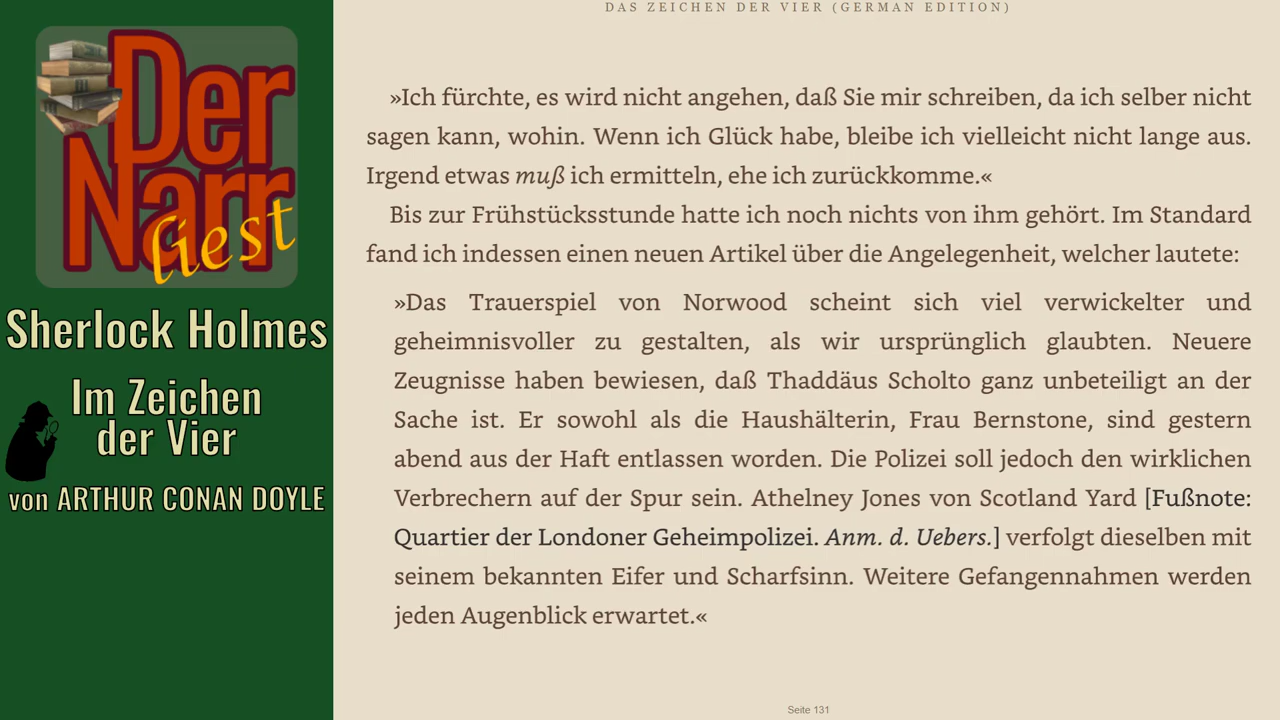 Der
Narr
liest
Sherlock Holmes
Im Zeichen
der Vier
von ARTHUR CONAN DOYLE
DAS ZEICHEN DER VIER (GERMAN EDITION)
»Ich fürchte, es wird nicht angehen, daß Sie mir schreiben, da ich selber nicht
sagen kann, wohin. Wenn ich Glück habe, bleibe ich vielleicht nicht lange aus.
Irgend etwas muß ich ermitteln, ehe ich zurückkomme.«
Bis zur Frühstücksstunde hatte ich noch nichts von ihm gehört. Im Standard
fand ich indessen einen neuen Artikel über die Angelegenheit, welcher lautete:
»Das Trauerspiel von Norwood scheint sich viel verwickelter und
geheimnisvoller zu gestalten, als wir ursprünglich glaubten. Neuere
Zeugnisse haben bewiesen, daß Thaddäus Scholto ganz unbeteiligt an der
Sache ist. Er sowohl als die Haushälterin, Frau Bernstone, sind gestern
abend aus der Haft entlassen worden. Die Polizei soll jedoch den wirklichen
Verbrechern auf der Spur sein. Athelney Jones von Scotland Yard [Fußnote:
Quartier der Londoner Geheimpolizei. Anm. d. Uebers.] verfolgt dieselben mit
seinem bekannten Eifer und Scharfsinn. Weitere Gefangennahmen werden
jeden Augenblick erwartet.«
Seite 131